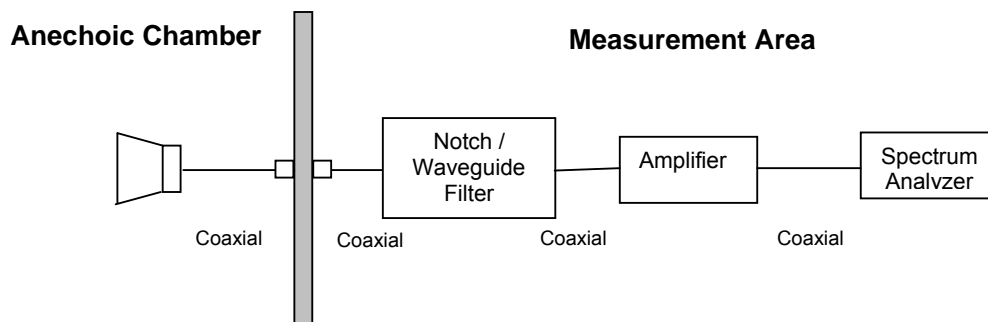 Anechoic Chamber
Measurement Area
Notch /
Waveguide
Filter
Amplifier
Spectrum
Analvzer
Coaxial
Coaxial
Coaxial
Coaxial